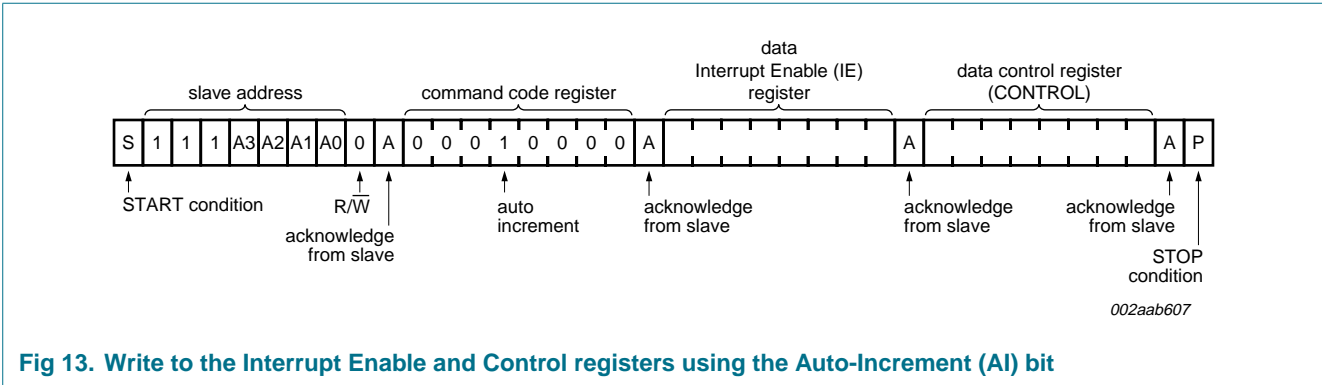 data
Interrupt Enable (IE)
register
data control register
(CONTROL)
slave address
command code register
S 1 1 1 A3 A2 A1 A0 0 A 0 0 0 1 0 0 0 0 A A A P
START condition
R/W̅
acknowledge
from slave
auto
increment
acknowledge
from slave
acknowledge
from slave
acknowledge
from slave
STOP
condition
002aab607
Fig 13. Write to the Interrupt Enable and Control registers using the Auto-Increment (AI) bit